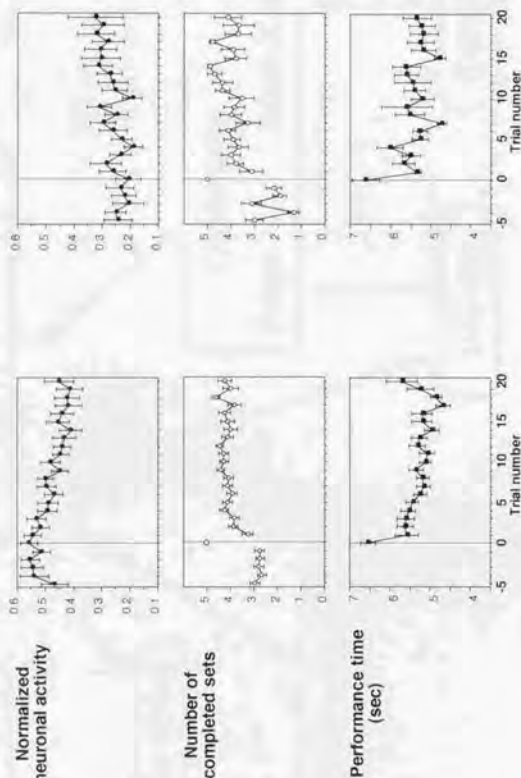 Normalized
neuronal activity
0.6 0.5 0.4 0.3 0.2 0.1
0.6 0.5 0.4 0.3 0.2 0.1
Number of
completed sets
5 4 3 2 1 0
5 4 3 2 1 0
Performance time
(sec)
7 6 5 4
-5 0 5 10 15 20
Trial number
7 6 5 4
-5 0 5 10 15 20
Trial number